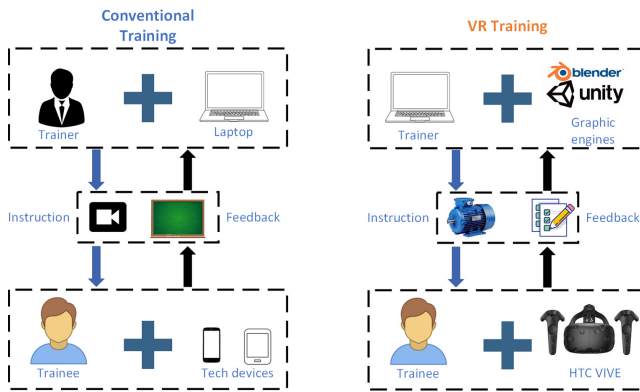 Conventional
Training
Trainer
Laptop
Instruction
Feedback
Trainee
Tech devices
VR Training
blender
unity
Trainer
Graphic
engines
Instruction
Feedback
Trainee
HTC VIVE